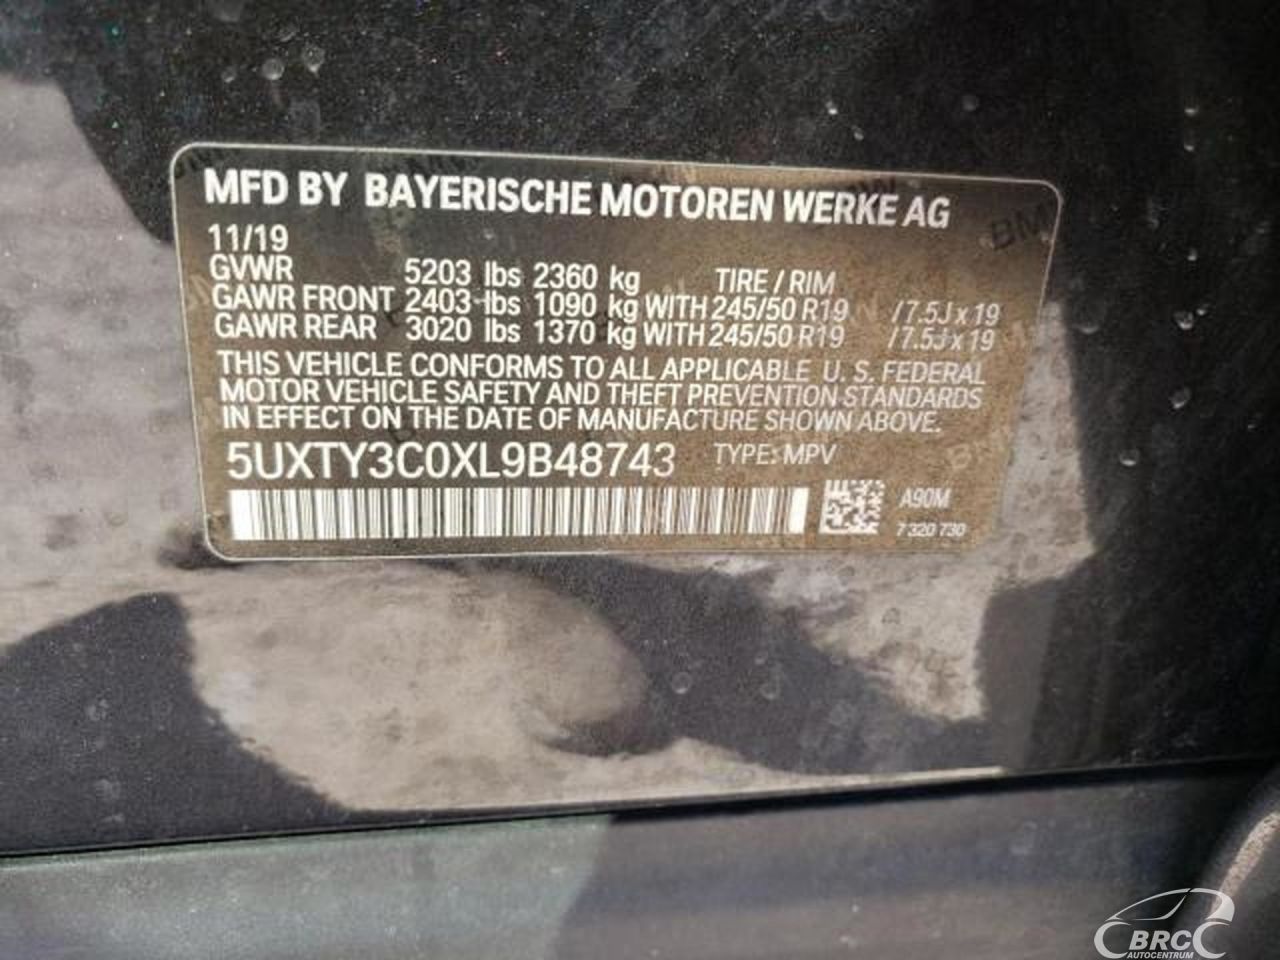 MFD BY BAYERISCHE MOTOREN WERKE AG
11/19
GVWR 5203 lbs 2360 kg TIRE / RIM
GAWR FRONT 2403 lbs 1090 kg WITH 245/50 R19 / 7.5J x 19
GAWR REAR 3020 lbs 1370 kg WITH 245/50 R19 / 7.5J x 19
THIS VEHICLE CONFORMS TO ALL APPLICABLE U. S. FEDERAL
MOTOR VEHICLE SAFETY AND THEFT PREVENTION STANDARDS
IN EFFECT ON THE DATE OF MANUFACTURE SHOWN ABOVE.
5UXTY3C0XL9B48743 TYPE: MPV
A90M
7 320 730
BRC
AUTOCENTRUM